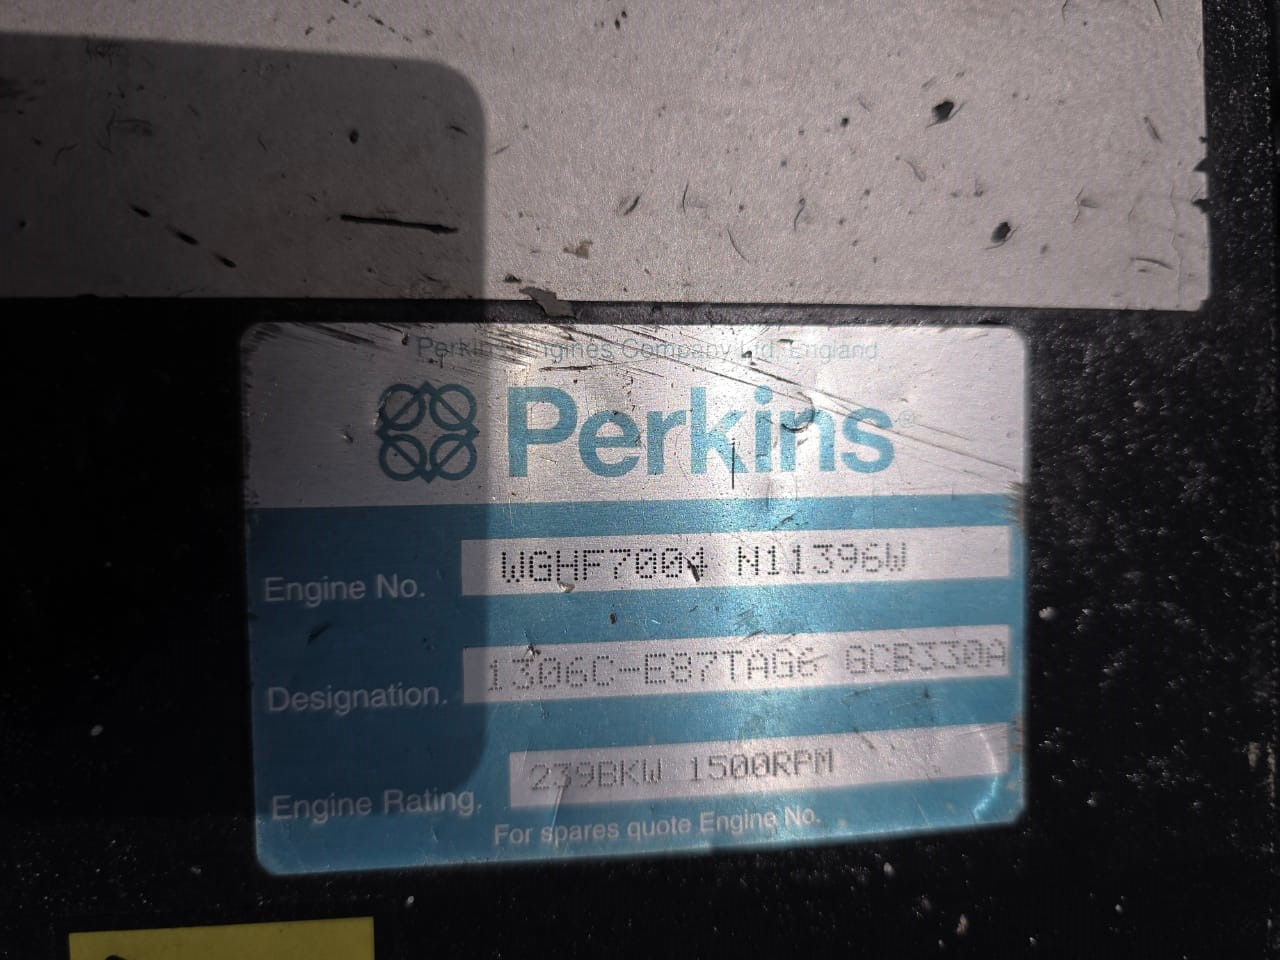 Perkins Engines Company Ltd. England
Perkins
Engine No. WGHF7004 N11396W
Designation. 1306C-E87TAG6 GCB330A
Engine Rating. 239BKW 1500RPM
For spares quote Engine No.